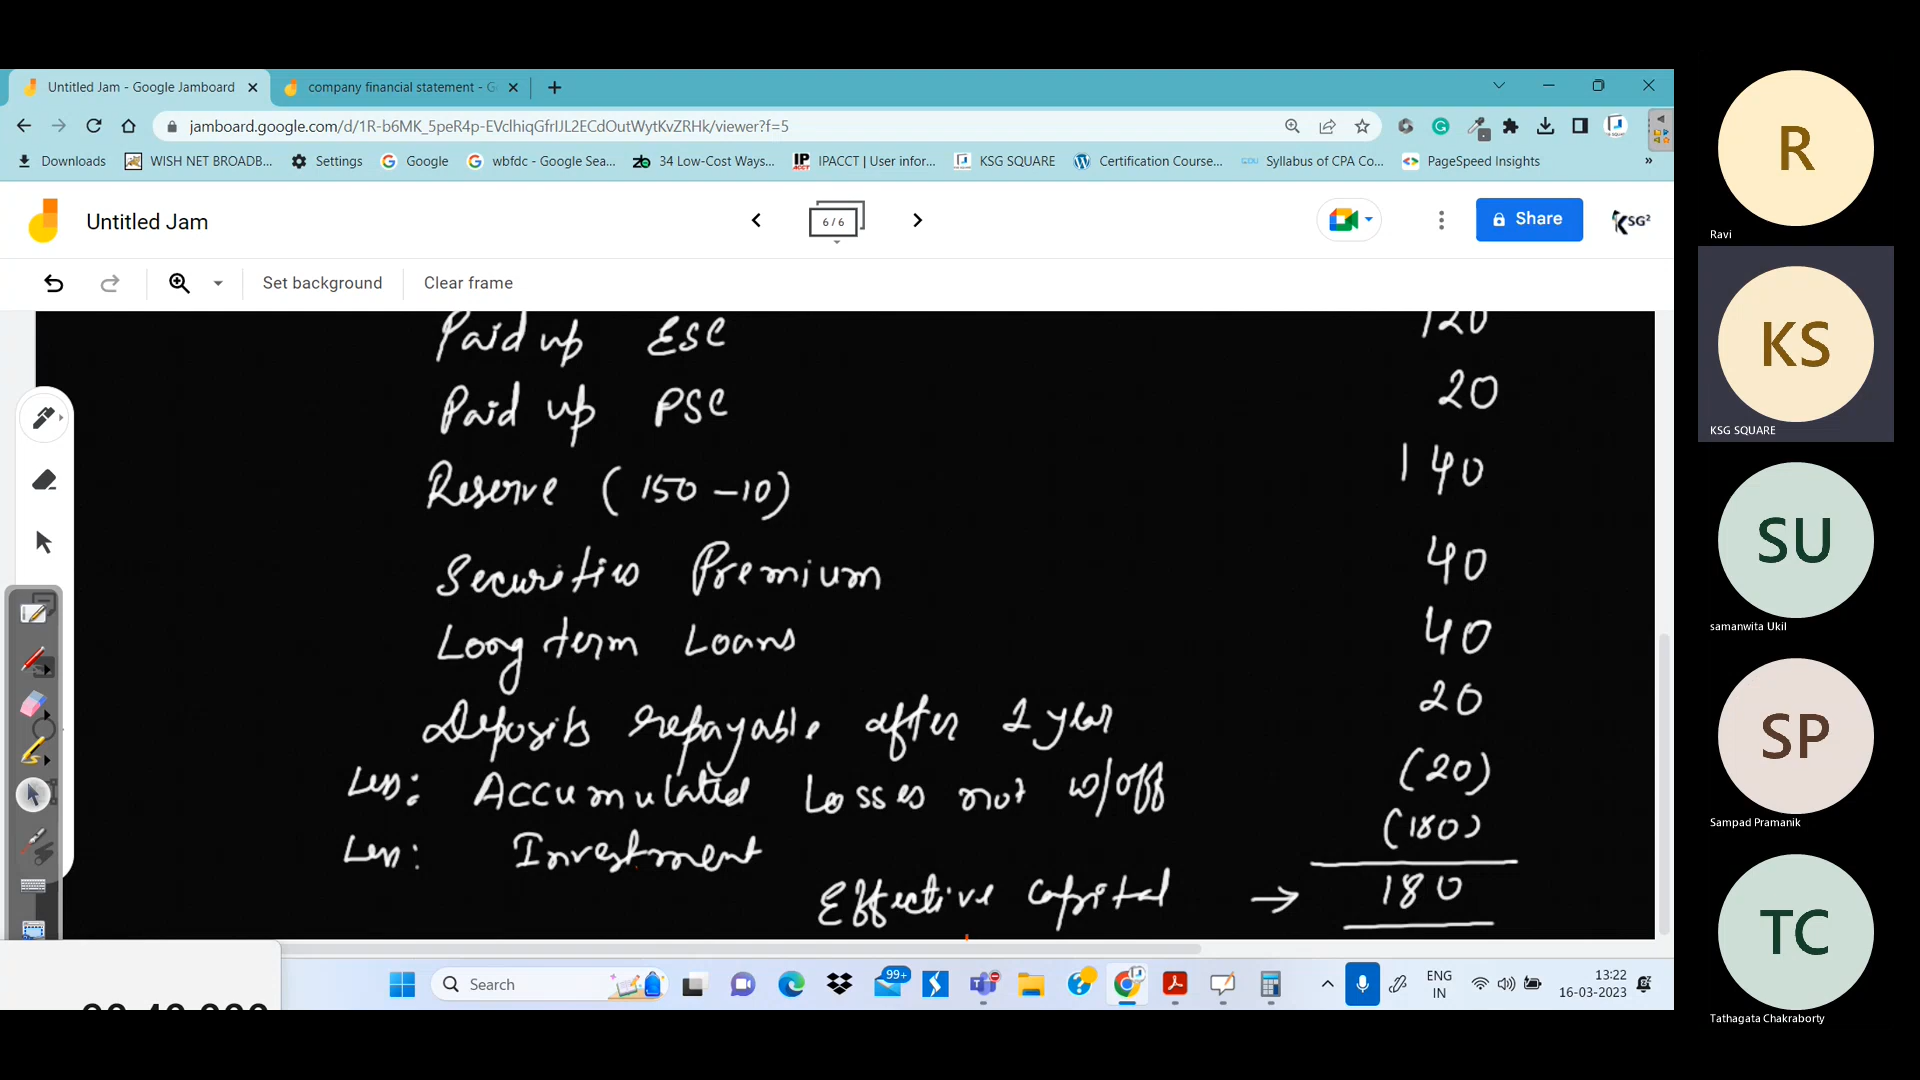 Untitled Jam - Google Jamboard
company financial statement - G
jamboard.google.com/d/1R-b6MK_5peR4p-EVclhiqGfrIJL2ECdOutWytKvZRHk/viewer?f=5
Downloads WISH NET BROADB... Settings Google wbfdc - Google Sea... 34 Low-Cost Ways... IPACCT | User infor... KSG SQUARE Certification Course... Syllabus of CPA Co... PageSpeed Insights »
Untitled Jam
6 / 6
Share
KSG²
Set background
Clear frame
Paid up ESC 120
Paid up PSC 20
Reserve (150-10) 140
Securities Premium 40
Long term Loans 40
Deposits repayable after 1 year 20
Less: Accumulated Losses not w/off (20)
Less: Investment (180)
Effective capital → 180
Search
99+
ENG
IN
13:22
16-03-2023
R
Ravi
KS
KSG SQUARE
SU
samanwita Ukil
SP
Sampad Pramanik
TC
Tathagata Chakraborty